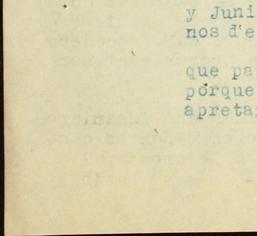 y Juni
nos d'e
que pa
porque
apreta